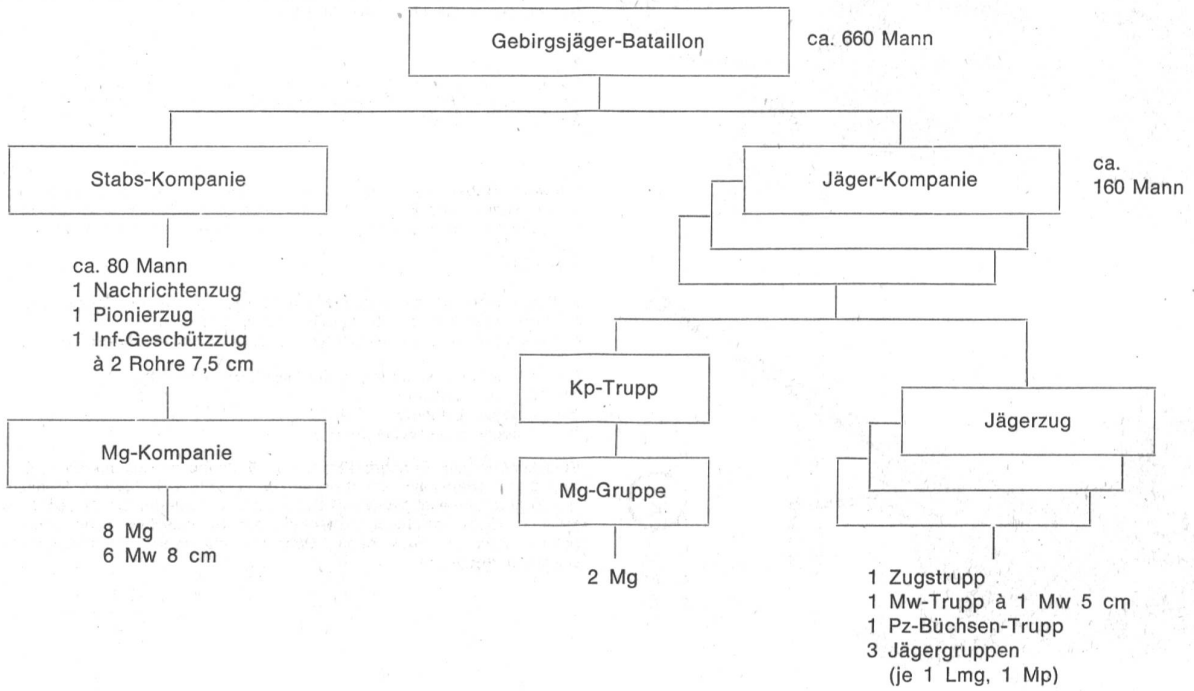 Gebirgsjäger-Bataillon
ca. 660 Mann
Stabs-Kompanie
ca. 80 Mann
1 Nachrichtenzug
1 Pionierzug
1 Inf-Geschützzug
à 2 Rohre 7,5 cm
Mg-Kompanie
8 Mg
6 Mw 8 cm
Jäger-Kompanie
ca.
160 Mann
Kp-Trupp
Mg-Gruppe
2 Mg
Jägerzug
1 Zugstrupp
1 Mw-Trupp à 1 Mw 5 cm
1 Pz-Büchsen-Trupp
3 Jägergruppen
(je 1 Lmg, 1 Mp)